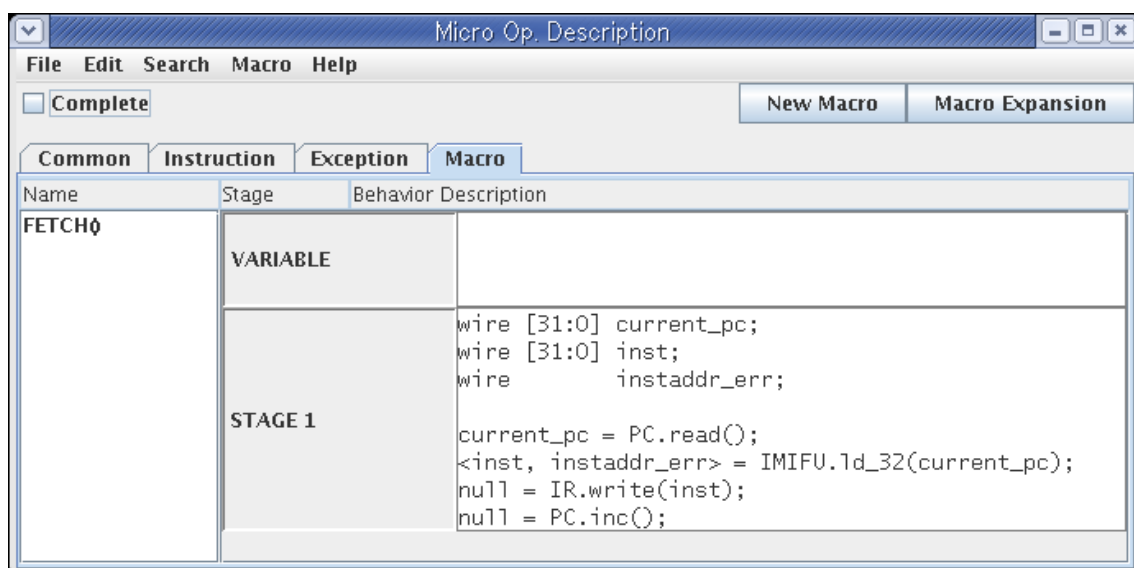 Micro Op. Description
File Edit Search Macro Help
Complete
New Macro
Macro Expansion
Common
Instruction
Exception
Macro
Name
Stage
Behavior Description
FETCH()
VARIABLE
STAGE 1
wire [31:0] current_pc;
wire [31:0] inst;
wire        instaddr_err;
current_pc = PC.read();
<inst, instaddr_err> = IMIFU.ld_32(current_pc);
null = IR.write(inst);
null = PC.inc();